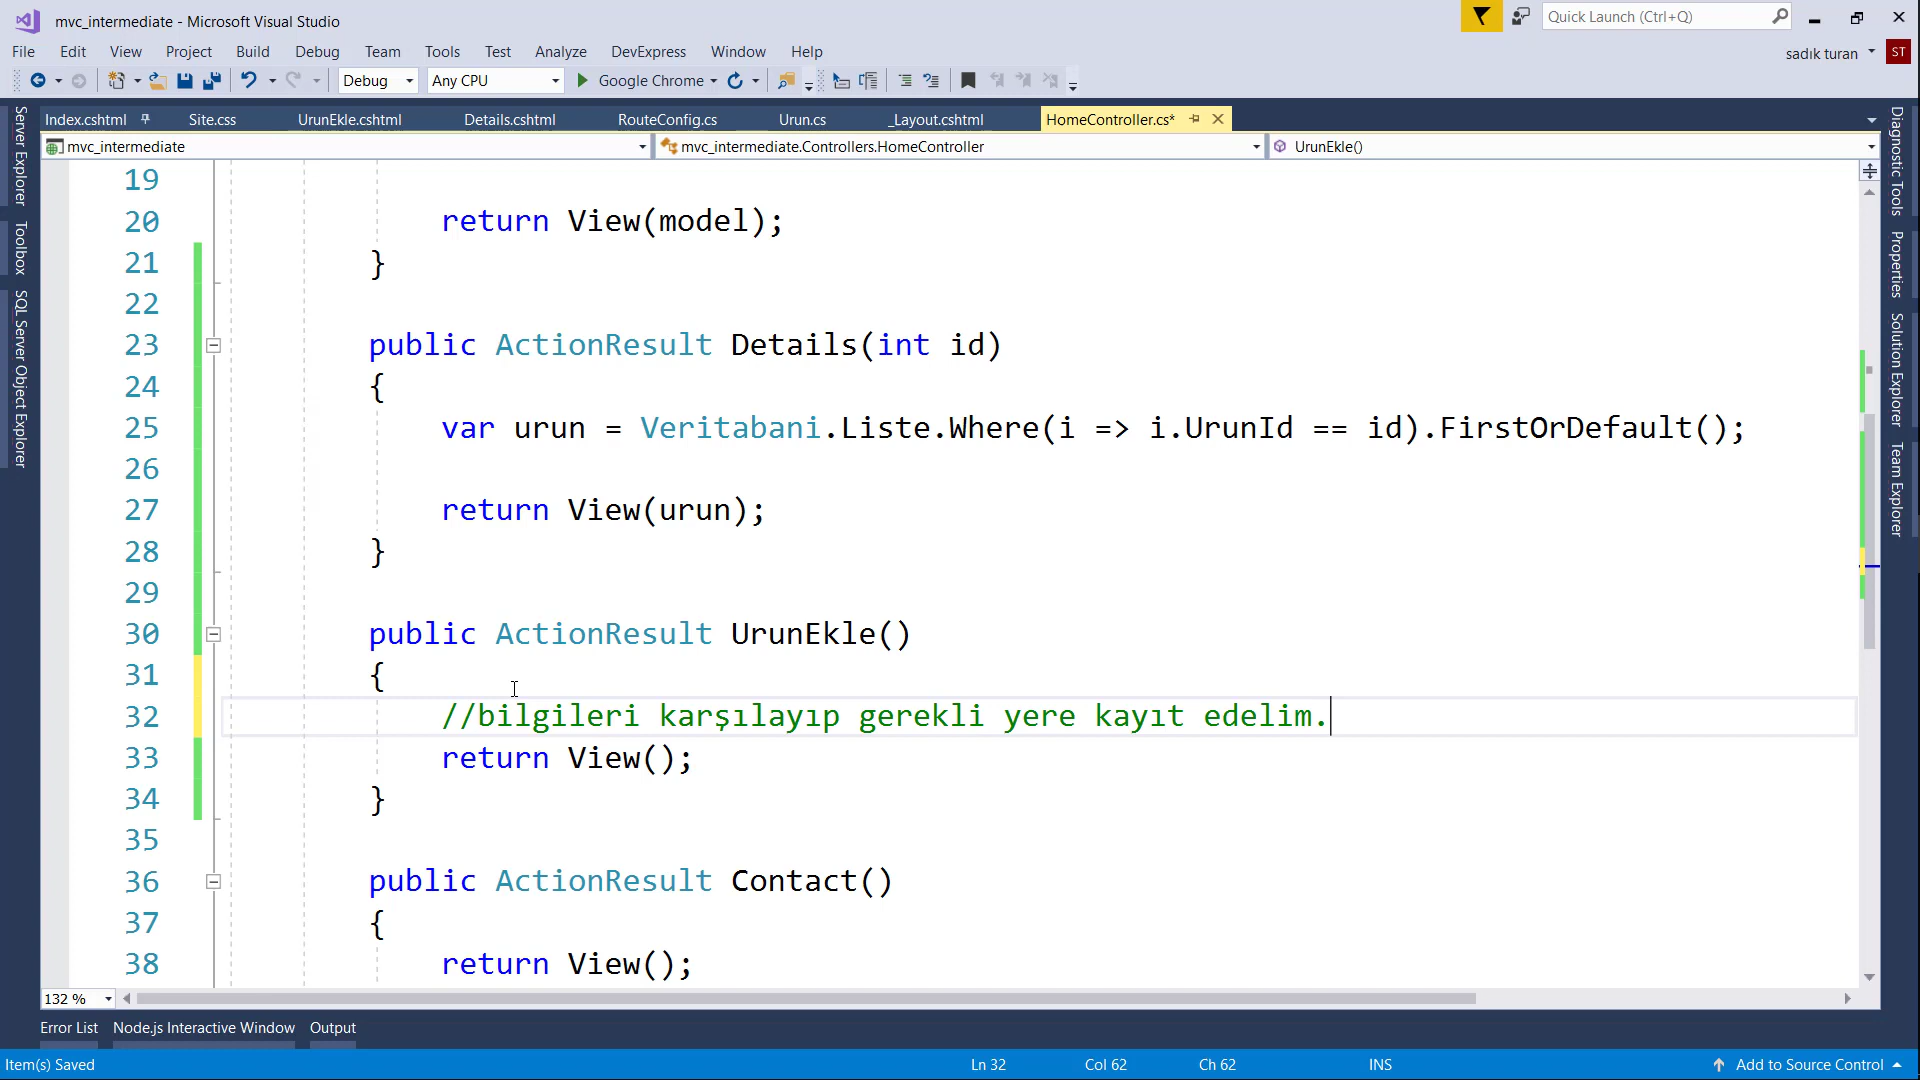 mvc_intermediate - Microsoft Visual Studio
Quick Launch (Ctrl+Q)
File Edit View Project Build Debug Team Tools Test Analyze DevExpress Window Help
sadık turan ST
Debug Any CPU Google Chrome
Index.cshtml Site.css UrunEkle.cshtml Details.cshtml RouteConfig.cs Urun.cs _Layout.cshtml HomeController.cs*
mvc_intermediate mvc_intermediate.Controllers.HomeController UrunEkle()
Server Explorer
Toolbox
SQL Server Object Explorer
19
20 return View(model);
21 }
22
23 public ActionResult Details(int id)
24 {
25 var urun = Veritabani.Liste.Where(i => i.UrunId == id).FirstOrDefault();
26
27 return View(urun);
28 }
29
30 public ActionResult UrunEkle()
31 {
32 //bilgileri karşılayıp gerekli yere kayıt edelim.
33 return View();
34 }
35
36 public ActionResult Contact()
37 {
38 return View();
Diagnostic Tools
Properties
Solution Explorer
Team Explorer
132 %
Error List Node.js Interactive Window Output
Item(s) Saved Ln 32 Col 62 Ch 62 INS Add to Source Control